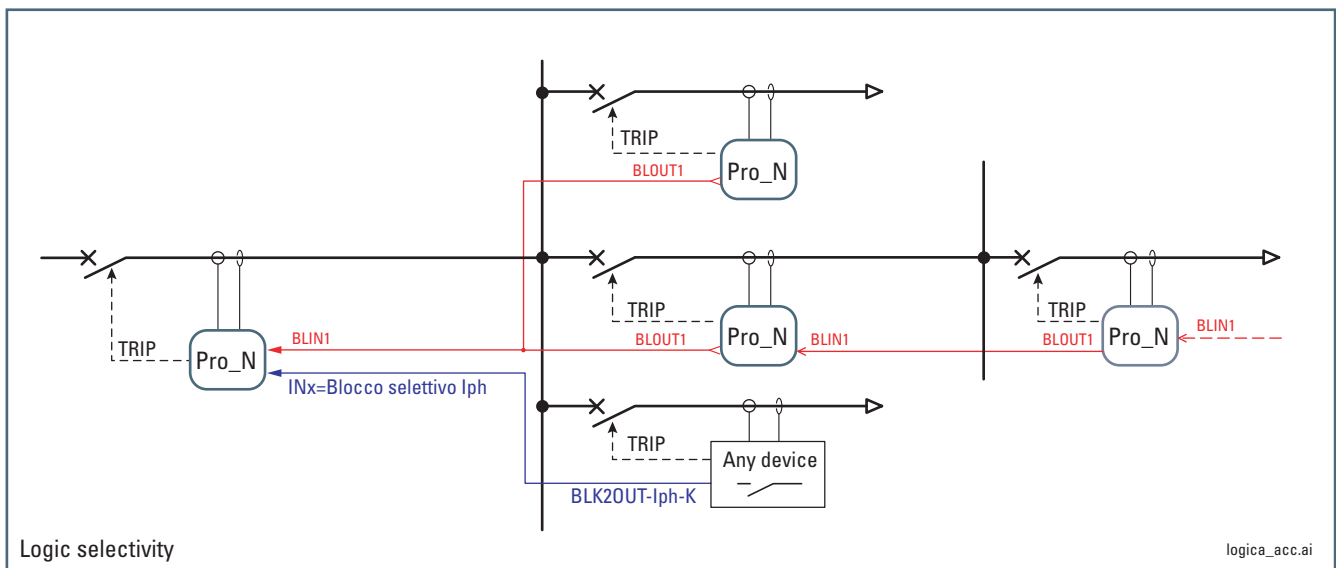 TRIP
BLOUT1
Pro_N
TRIP
Pro_N
BLIN1
INx=Blocco selettivo Iph
TRIP
BLOUT1
Pro_N
BLIN1
TRIP
BLOUT1
Pro_N
BLIN1
TRIP
Any device
BLK2OUT-Iph-K
Logic selectivity
logica_acc.ai